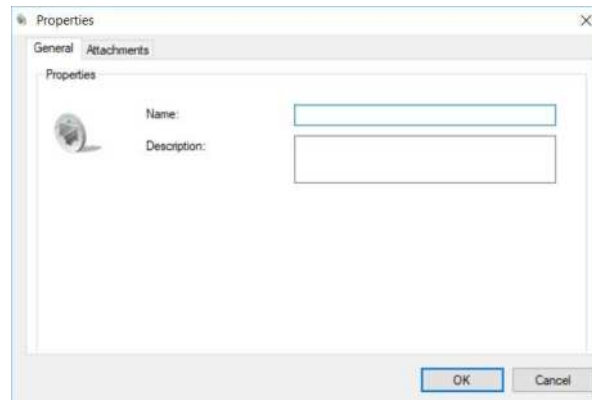 Properties
General Attachments
Properties
Name:
Description:
OK Cancel